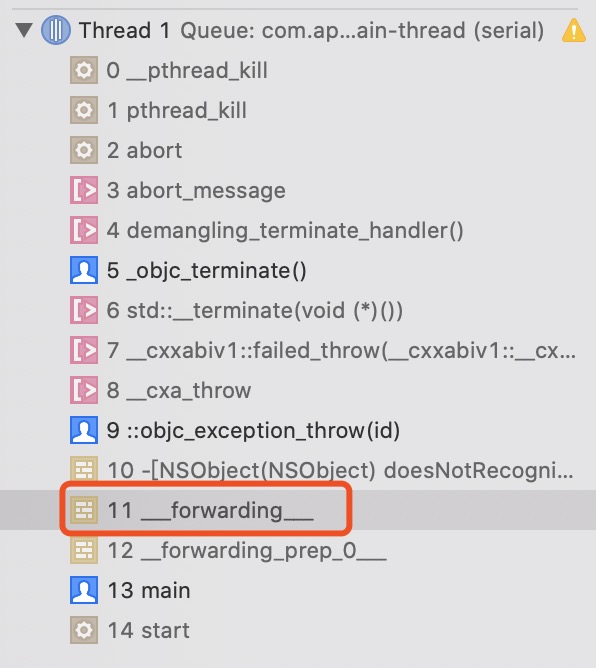 Thread 1 Queue: com.ap...ain-thread (serial)
0 __pthread_kill
1 pthread_kill
2 abort
3 abort_message
4 demangling_terminate_handler()
5 _objc_terminate()
6 std::__terminate(void (*)())
7 __cxxabiv1::failed_throw(__cxxabiv1::__cx...
8 __cxa_throw
9 ::objc_exception_throw(id)
10 -[NSObject(NSObject) doesNotRecogni...
11 ___forwarding___
12 __forwarding_prep_0___
13 main
14 start